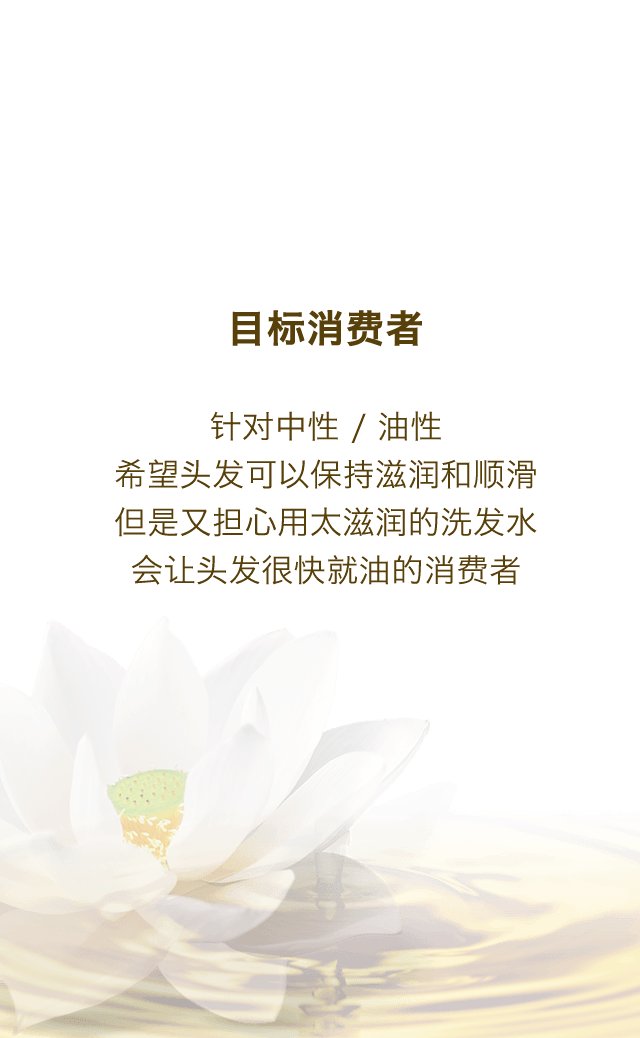 目标消费者
针对中性 / 油性
希望头发可以保持滋润和顺滑
但是又担心用太滋润的洗发水
会让头发很快就油的消费者